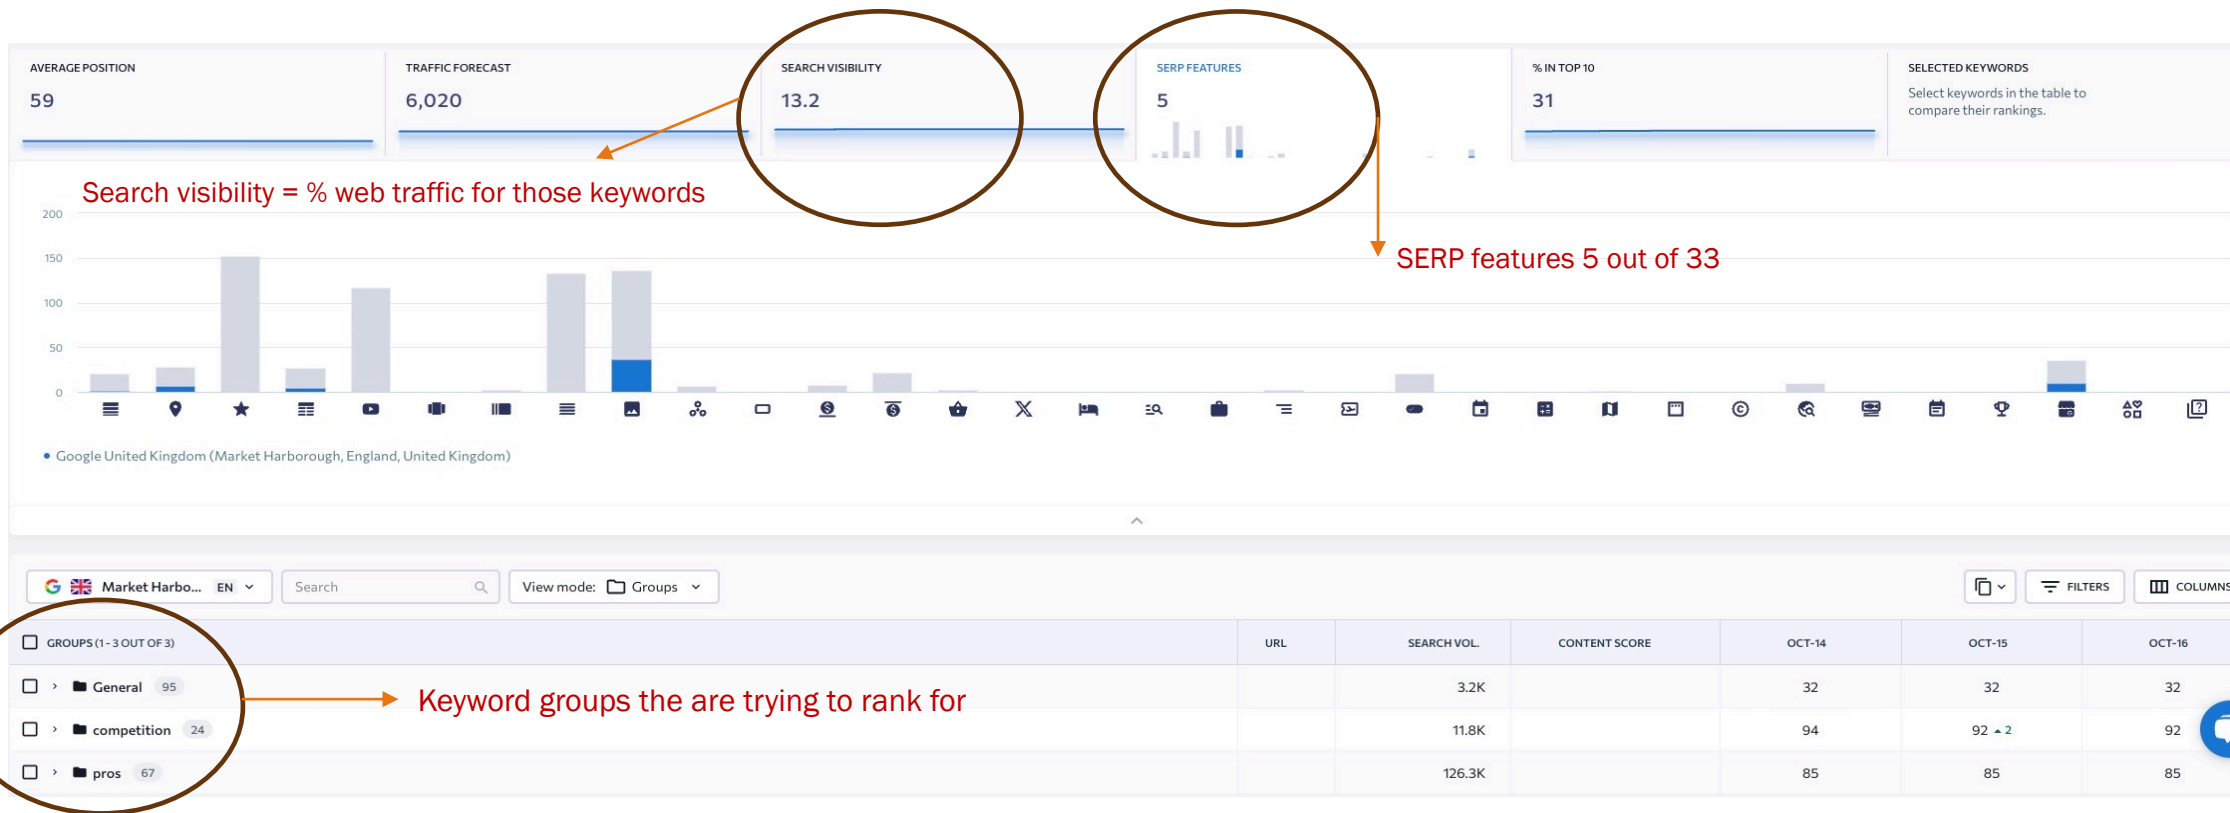 AVERAGE POSITION
59
TRAFFIC FORECAST
6,020
SEARCH VISIBILITY
13.2
SERP FEATURES
5
% IN TOP 10
31
SELECTED KEYWORDS
Select keywords in the table to
compare their rankings.
Search visibility = % web traffic for those keywords
SERP features 5 out of 33
200
150
100
50
0
Google United Kingdom (Market Harborough, England, United Kingdom)
Market Harbo... EN
Search
View mode: Groups
FILTERS
COLUMNS
GROUPS (1 - 3 OUT OF 3) URL SEARCH VOL. CONTENT SCORE OCT-14 OCT-15 OCT-16
General 95 3.2K 32 32 32
Keyword groups the are trying to rank for
competition 24 11.8K 94 92 2 92
pros 67 126.3K 85 85 85